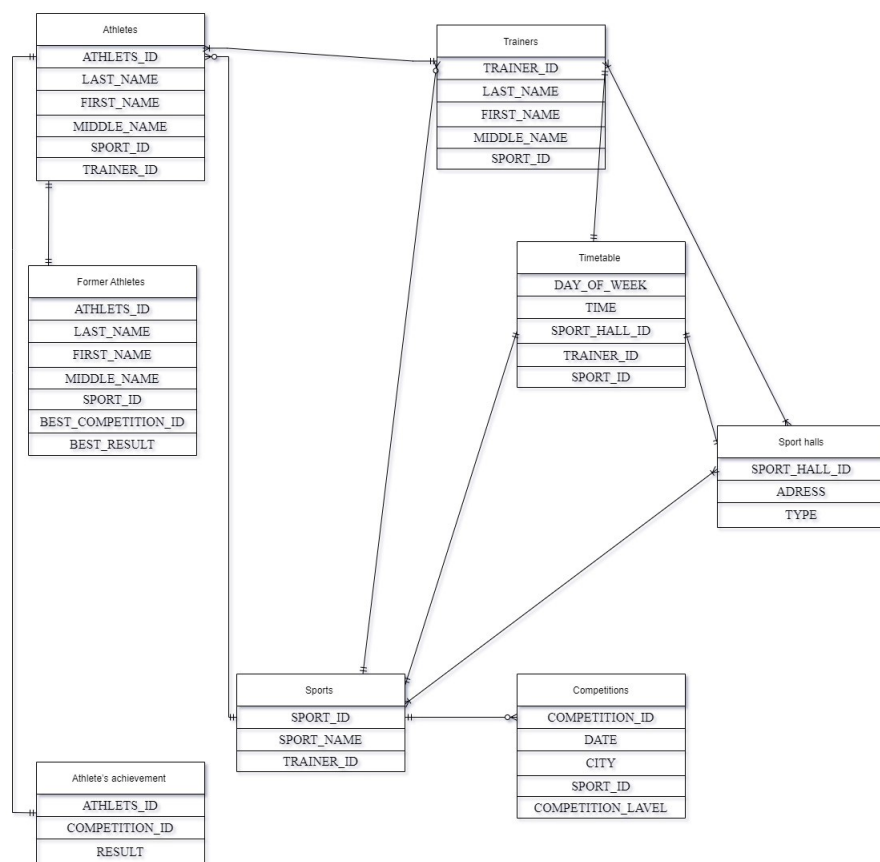 Athletes
ATHLETS_ID
LAST_NAME
FIRST_NAME
MIDDLE_NAME
SPORT_ID
TRAINER_ID
Trainers
TRAINER_ID
LAST_NAME
FIRST_NAME
MIDDLE_NAME
SPORT_ID
Former Athletes
ATHLETS_ID
LAST_NAME
FIRST_NAME
MIDDLE_NAME
SPORT_ID
BEST_COMPETITION_ID
BEST_RESULT
Timetable
DAY_OF_WEEK
TIME
SPORT_HALL_ID
TRAINER_ID
SPORT_ID
Sport halls
SPORT_HALL_ID
ADRESS
TYPE
Sports
SPORT_ID
SPORT_NAME
TRAINER_ID
Competitions
COMPETITION_ID
DATE
CITY
SPORT_ID
COMPETITION_LAVEL
Athlete's achievement
ATHLETS_ID
COMPETITION_ID
RESULT